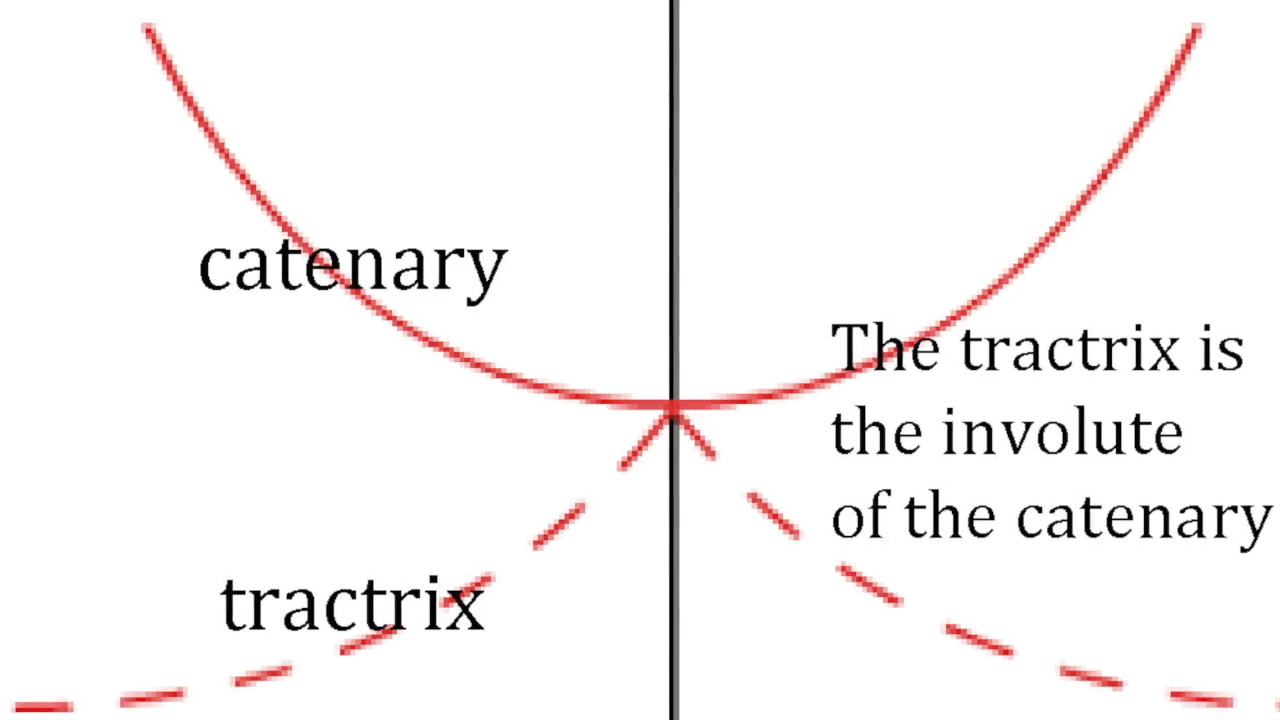 catenary
The tractrix is
the involute
of the catenary
tractrix